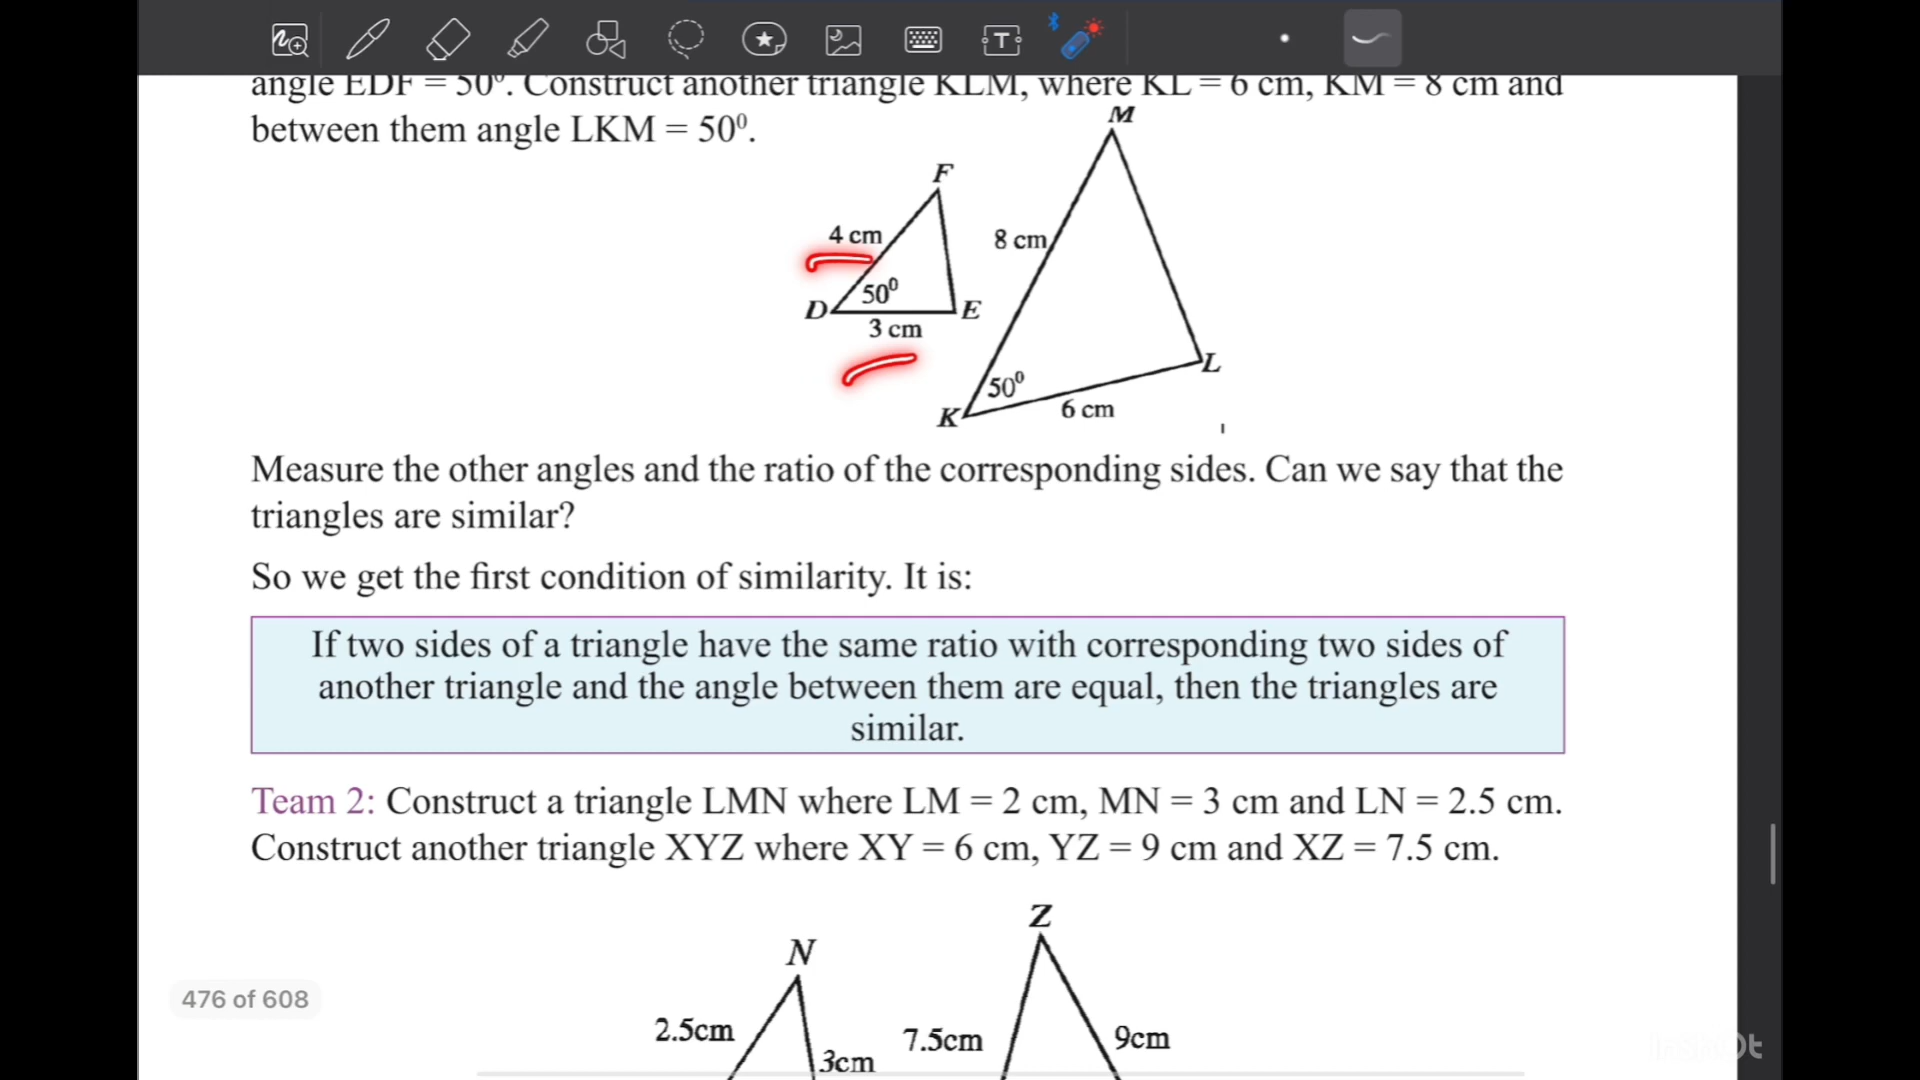 angle EDF = 50⁰. Construct another triangle KLM, where KL = 6 cm, KM = 8 cm and
between them angle LKM = 50⁰.
M
F
4 cm
8 cm
50⁰
D
E
3 cm
L
50⁰
K
6 cm
Measure the other angles and the ratio of the corresponding sides. Can we say that the
triangles are similar?
So we get the first condition of similarity. It is:
If two sides of a triangle have the same ratio with corresponding two sides of
another triangle and the angle between them are equal, then the triangles are
similar.
Team 2: Construct a triangle LMN where LM = 2 cm, MN = 3 cm and LN = 2.5 cm.
Construct another triangle XYZ where XY = 6 cm, YZ = 9 cm and XZ = 7.5 cm.
Z
N
476 of 608
2.5cm
7.5cm
9cm
3cm